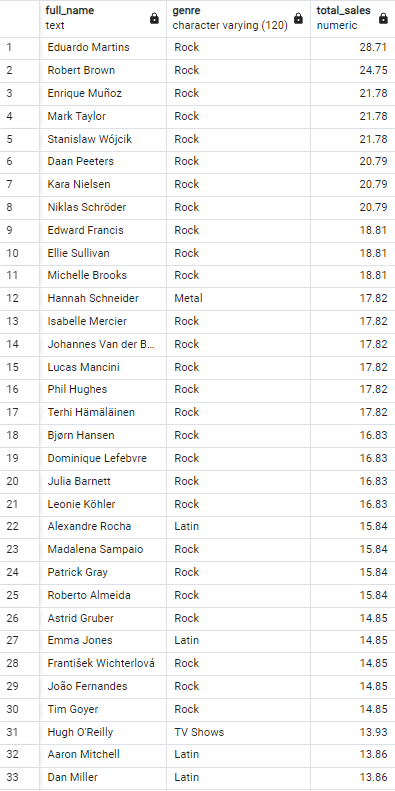 full_name genre total_sales
text character varying (120) numeric
1 Eduardo Martins Rock 28.71
2 Robert Brown Rock 24.75
3 Enrique Muñoz Rock 21.78
4 Mark Taylor Rock 21.78
5 Stanislaw Wójcik Rock 21.78
6 Daan Peeters Rock 20.79
7 Kara Nielsen Rock 20.79
8 Niklas Schröder Rock 20.79
9 Edward Francis Rock 18.81
10 Ellie Sullivan Rock 18.81
11 Michelle Brooks Rock 18.81
12 Hannah Schneider Metal 17.82
13 Isabelle Mercier Rock 17.82
14 Johannes Van der B... Rock 17.82
15 Lucas Mancini Rock 17.82
16 Phil Hughes Rock 17.82
17 Terhi Hämäläinen Rock 17.82
18 Bjørn Hansen Rock 16.83
19 Dominique Lefebvre Rock 16.83
20 Julia Barnett Rock 16.83
21 Leonie Köhler Rock 16.83
22 Alexandre Rocha Latin 15.84
23 Madalena Sampaio Rock 15.84
24 Patrick Gray Rock 15.84
25 Roberto Almeida Rock 15.84
26 Astrid Gruber Rock 14.85
27 Emma Jones Latin 14.85
28 František Wichterlová Rock 14.85
29 João Fernandes Rock 14.85
30 Tim Goyer Rock 14.85
31 Hugh O'Reilly TV Shows 13.93
32 Aaron Mitchell Latin 13.86
33 Dan Miller Latin 13.86